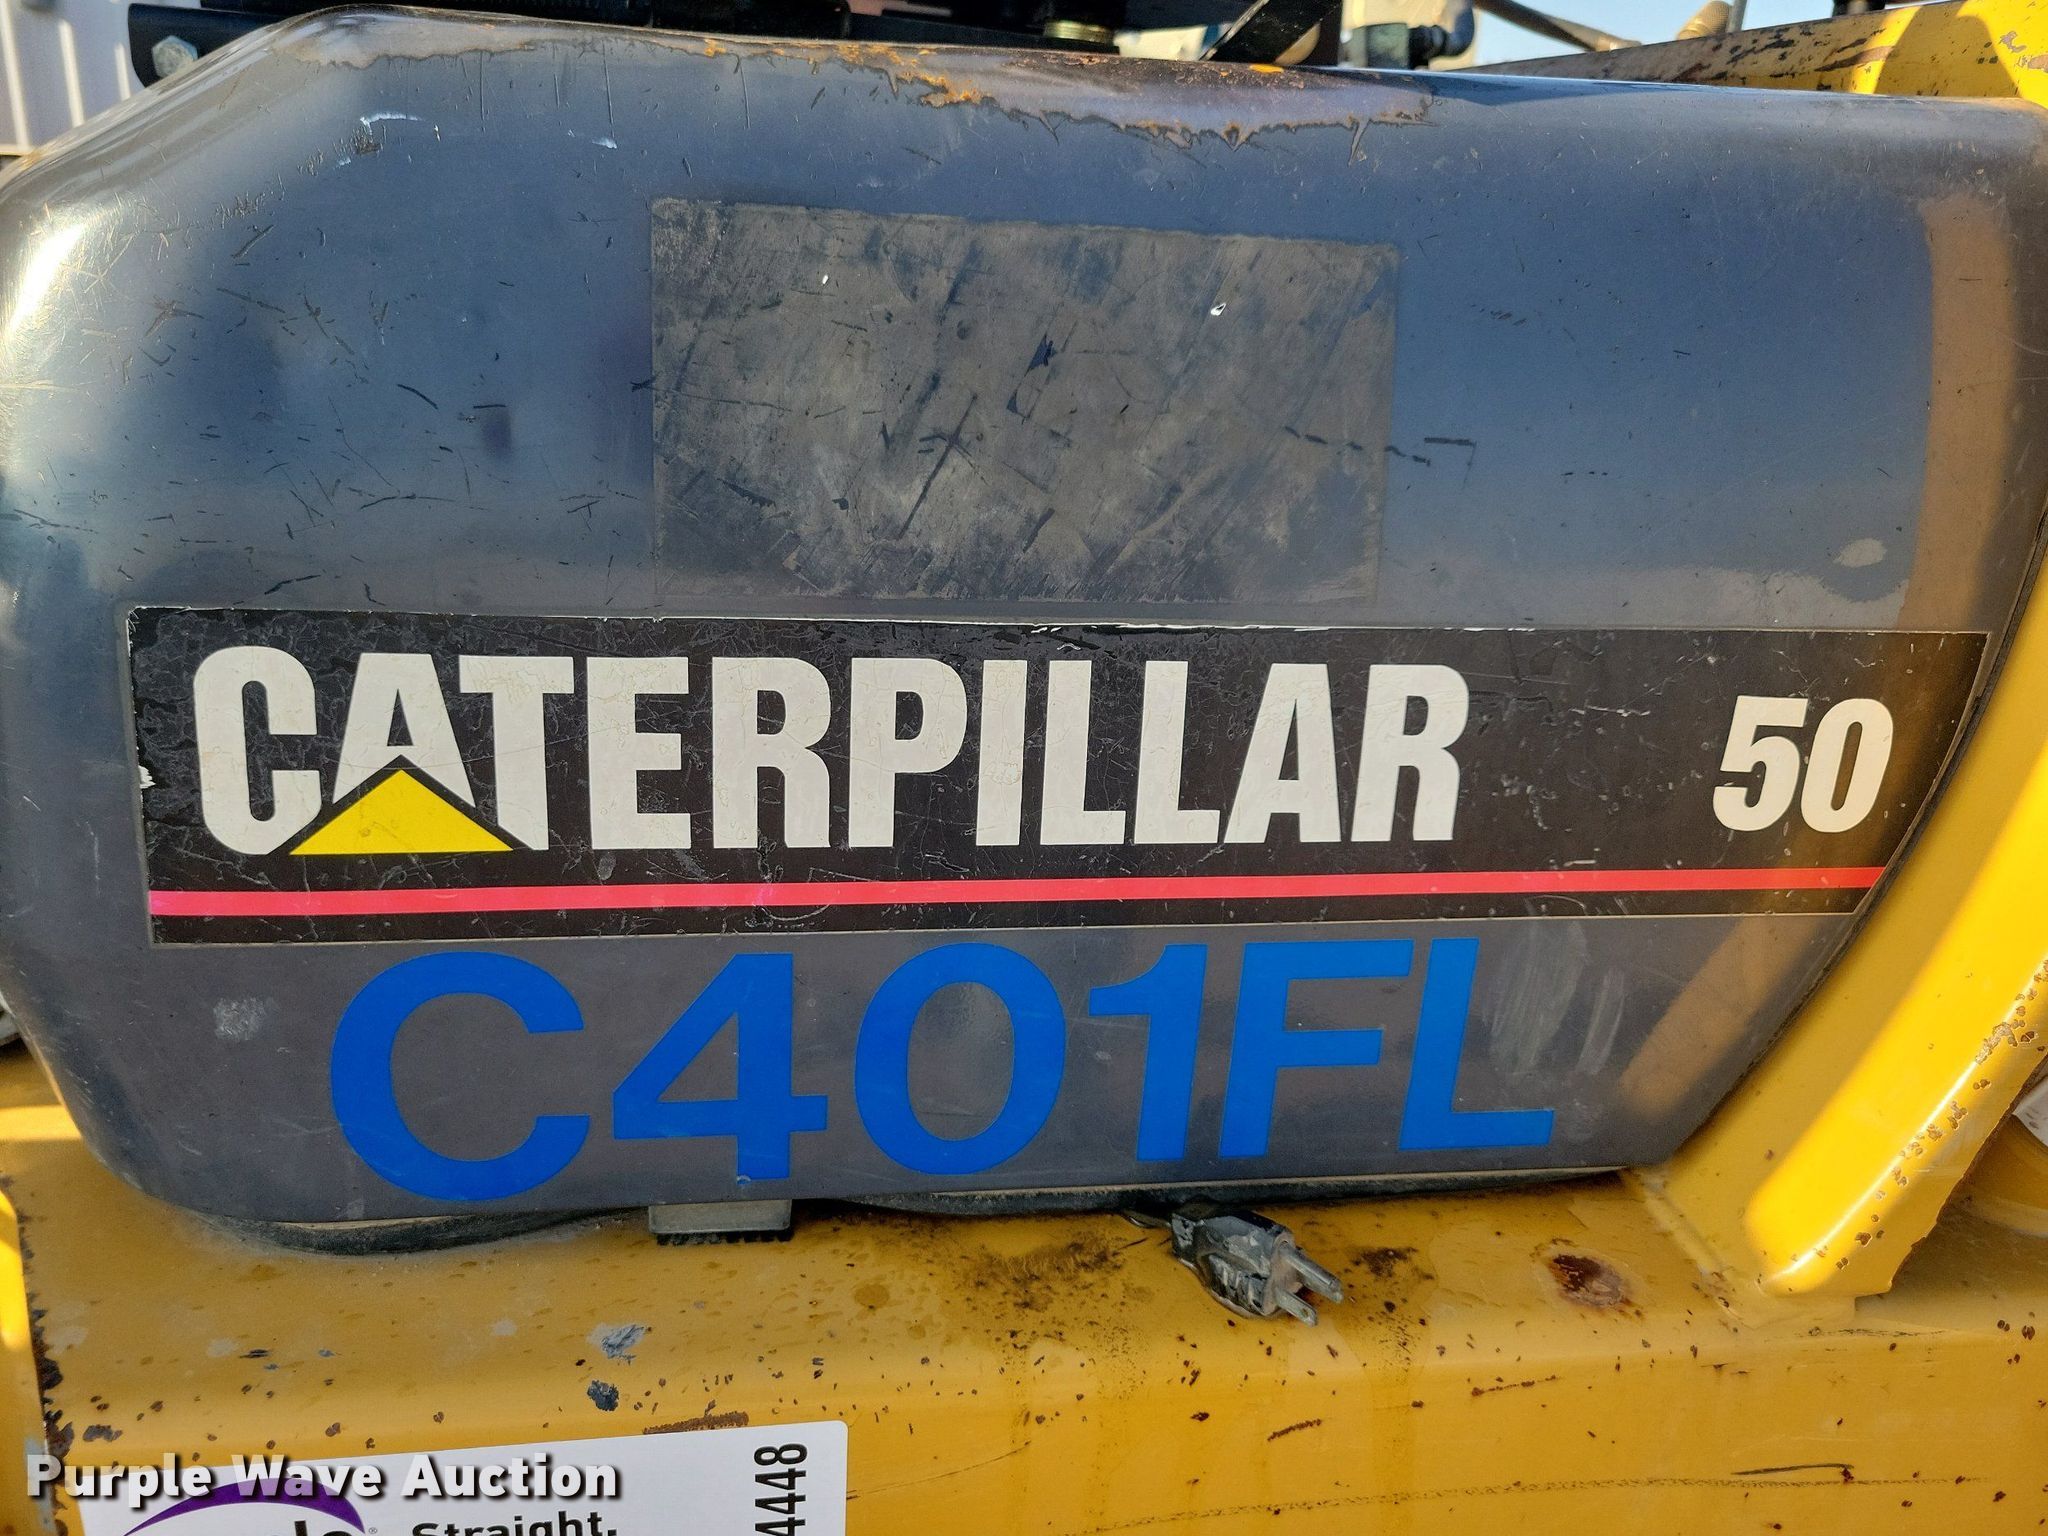 CATERPILLAR 50
C401FL
Purple Wave Auction
Straight.
4448